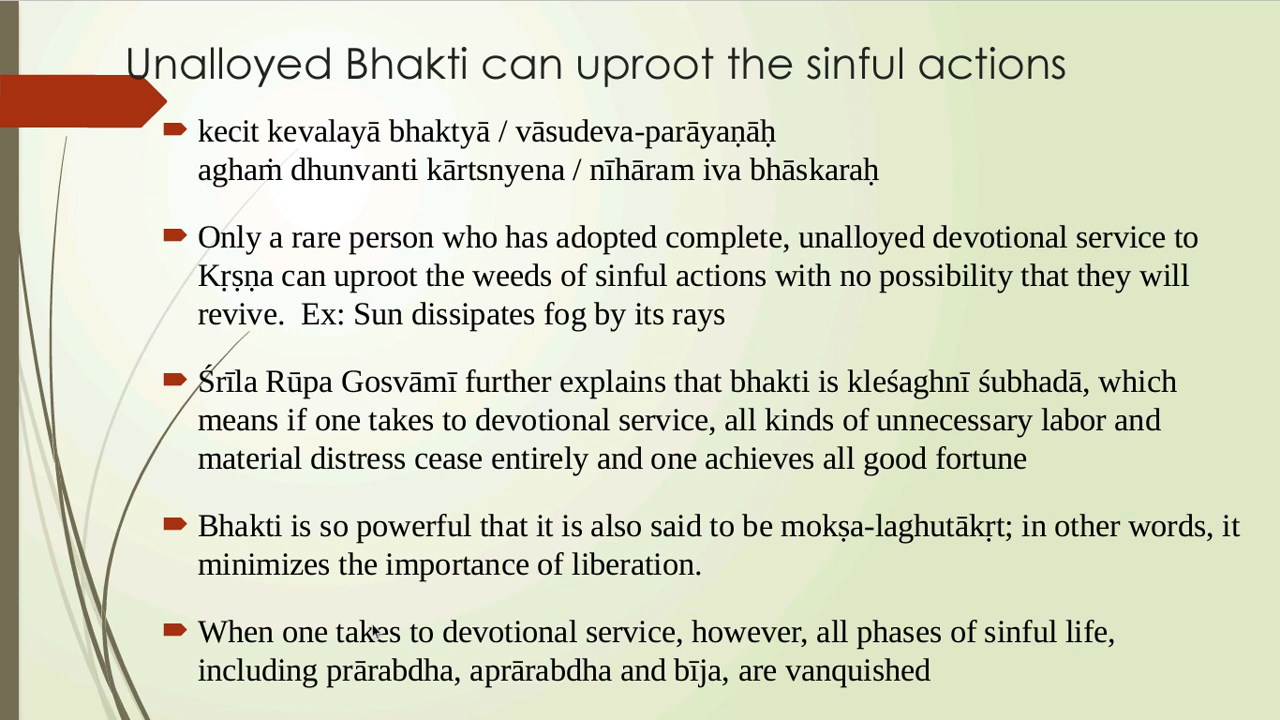 Unalloyed Bhakti can uproot the sinful actions
kecit kevalayā bhaktyā / vāsudeva-parāyaṇāḥ
aghaṁ dhunvanti kārtsnyena / nīhāram iva bhāskaraḥ
Only a rare person who has adopted complete, unalloyed devotional service to
Kṛṣṇa can uproot the weeds of sinful actions with no possibility that they will
revive.  Ex: Sun dissipates fog by its rays
Śrīla Rūpa Gosvāmī further explains that bhakti is kleśaghnī śubhadā, which
means if one takes to devotional service, all kinds of unnecessary labor and
material distress cease entirely and one achieves all good fortune
Bhakti is so powerful that it is also said to be mokṣa-laghutākṛt; in other words, it
minimizes the importance of liberation.
When one takes to devotional service, however, all phases of sinful life,
including prārabdha, aprārabdha and bīja, are vanquished